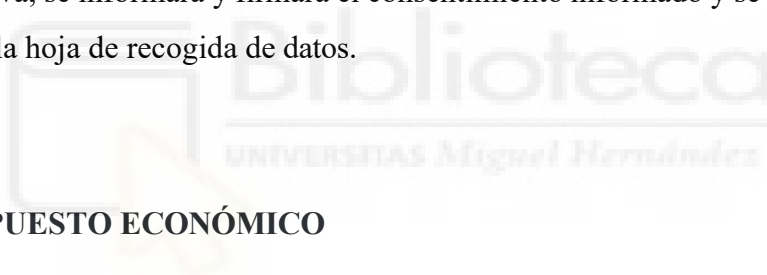 va, se informará y firmará el consentimiento informado y se
la hoja de recogida de datos.
Biblioteca
UNIVERSITAS Miguel Hernández
PUESTO ECONÓMICO